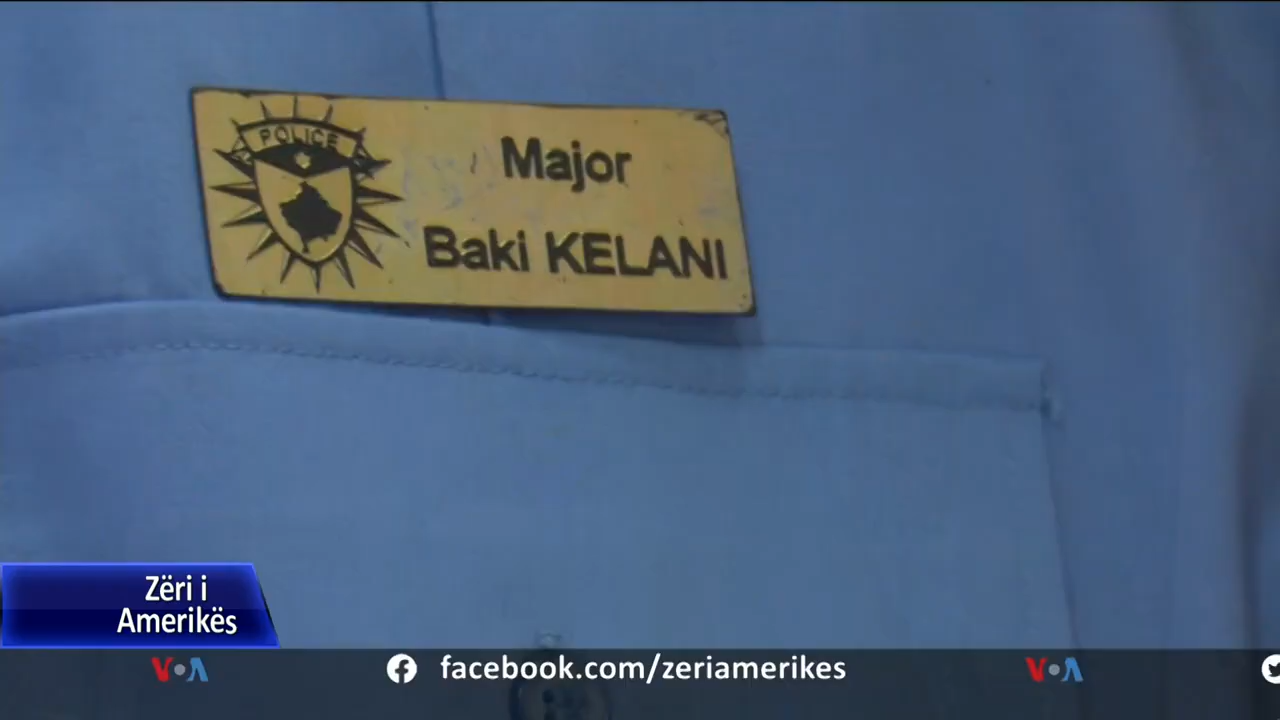 POLICE
Major
Baki KELANI
Zëri i
Amerikës
VOA
facebook.com/zeriamerikes
VOA